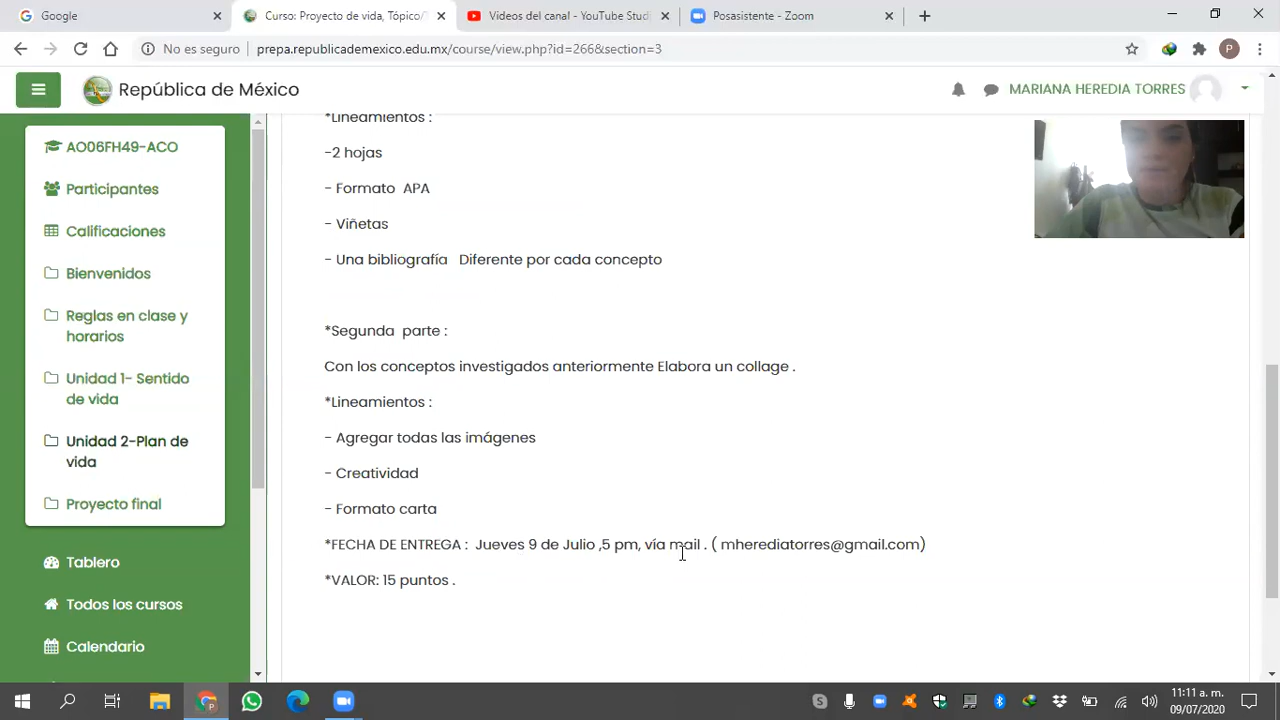 Google
Curso: Proyecto de vida, Tópico/
Vídeos del canal - YouTube Studi
Posasistente - Zoom
No es seguro
prepa.republicademexico.edu.mx/course/view.php?id=266&section=3
P
República de México
MARIANA HEREDIA TORRES
AO06FH49-ACO
Participantes
Calificaciones
Bienvenidos
Reglas en clase y
horarios
Unidad 1- Sentido
de vida
Unidad 2-Plan de
vida
Proyecto final
Tablero
Todos los cursos
Calendario
*Lineamientos :
-2 hojas
- Formato  APA
- Viñetas
- Una bibliografía   Diferente por cada concepto
*Segunda  parte :
Con los conceptos investigados anteriormente Elabora un collage .
*Lineamientos :
- Agregar todas las imágenes
- Creatividad
- Formato carta
*FECHA DE ENTREGA :  Jueves 9 de Julio ,5 pm, vía mail . ( mherediatorres@gmail.com)
*VALOR: 15 puntos .
11:11 a. m.
09/07/2020